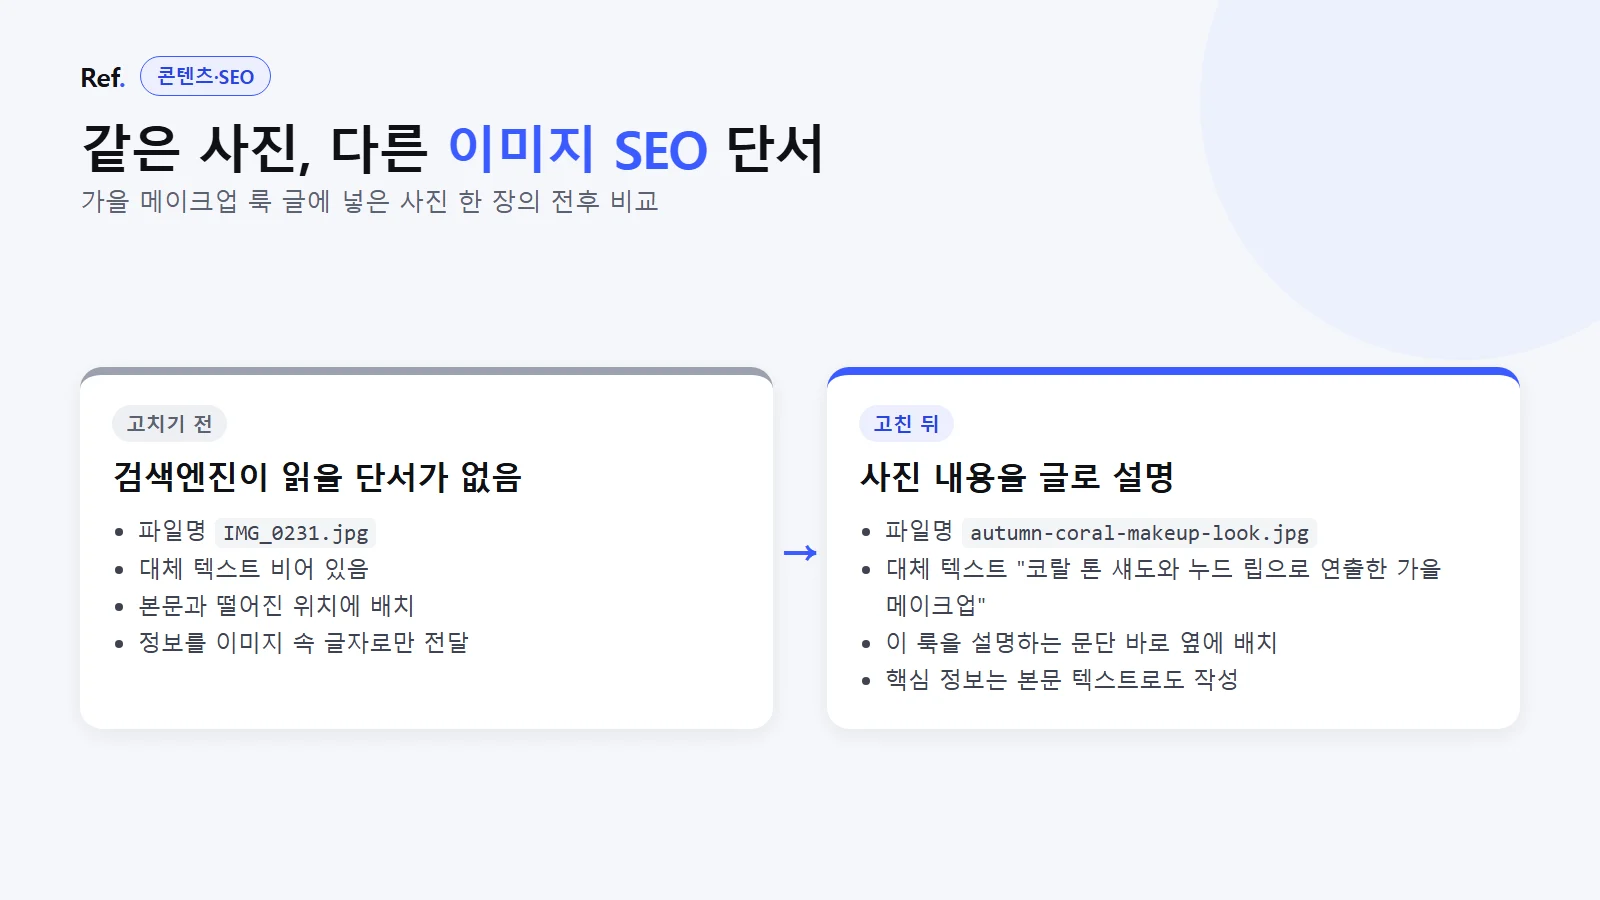 Ref.
콘텐츠·SEO
같은 사진, 다른 이미지 SEO 단서
가을 메이크업 룩 글에 넣은 사진 한 장의 전후 비교
고치기 전
검색엔진이 읽을 단서가 없음
파일명 IMG_0231.jpg
대체 텍스트 비어 있음
본문과 떨어진 위치에 배치
정보를 이미지 속 글자로만 전달
→
고친 뒤
사진 내용을 글로 설명
파일명 autumn-coral-makeup-look.jpg
대체 텍스트 "코랄 톤 섀도와 누드 립으로 연출한 가을
메이크업"
이 룩을 설명하는 문단 바로 옆에 배치
핵심 정보는 본문 텍스트로도 작성